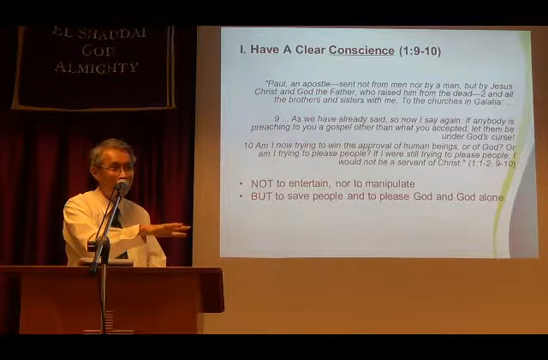 EL SHADDAI
GOD
ALMIGHTY
I. Have A Clear Conscience (1:9-10)
"Paul, an apostle—sent not from men nor by a man, but by Jesus
Christ and God the Father, who raised him from the dead—2 and all
the brothers and sisters with me, To the churches in Galatia: ...
9 ... As we have already said, so now I say again: If anybody is
preaching to you a gospel other than what you accepted, let them be
under God's curse!
10 Am I now trying to win the approval of human beings, or of God? Or
am I trying to please people? If I were still trying to please people, I
would not be a servant of Christ." (1:1-2, 9-10)
• NOT to entertain, nor to manipulate
• BUT to save people and to please God and God alone.